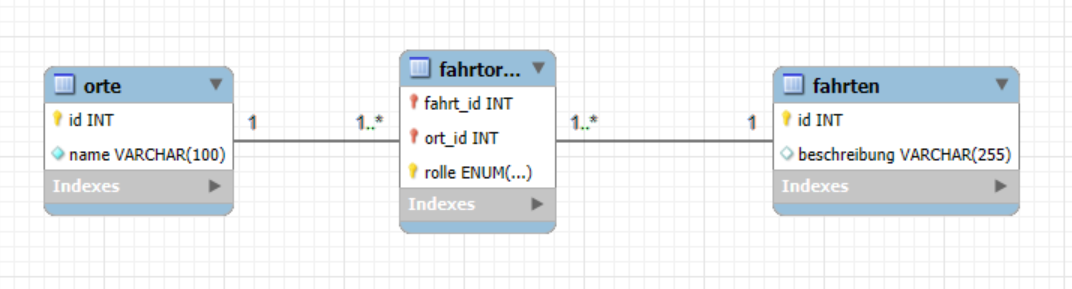 orte
id INT
name VARCHAR(100)
Indexes
1
1..*
fahrtor...
fahrt_id INT
ort_id INT
rolle ENUM(...)
Indexes
1..*
1
fahrten
id INT
beschreibung VARCHAR(255)
Indexes